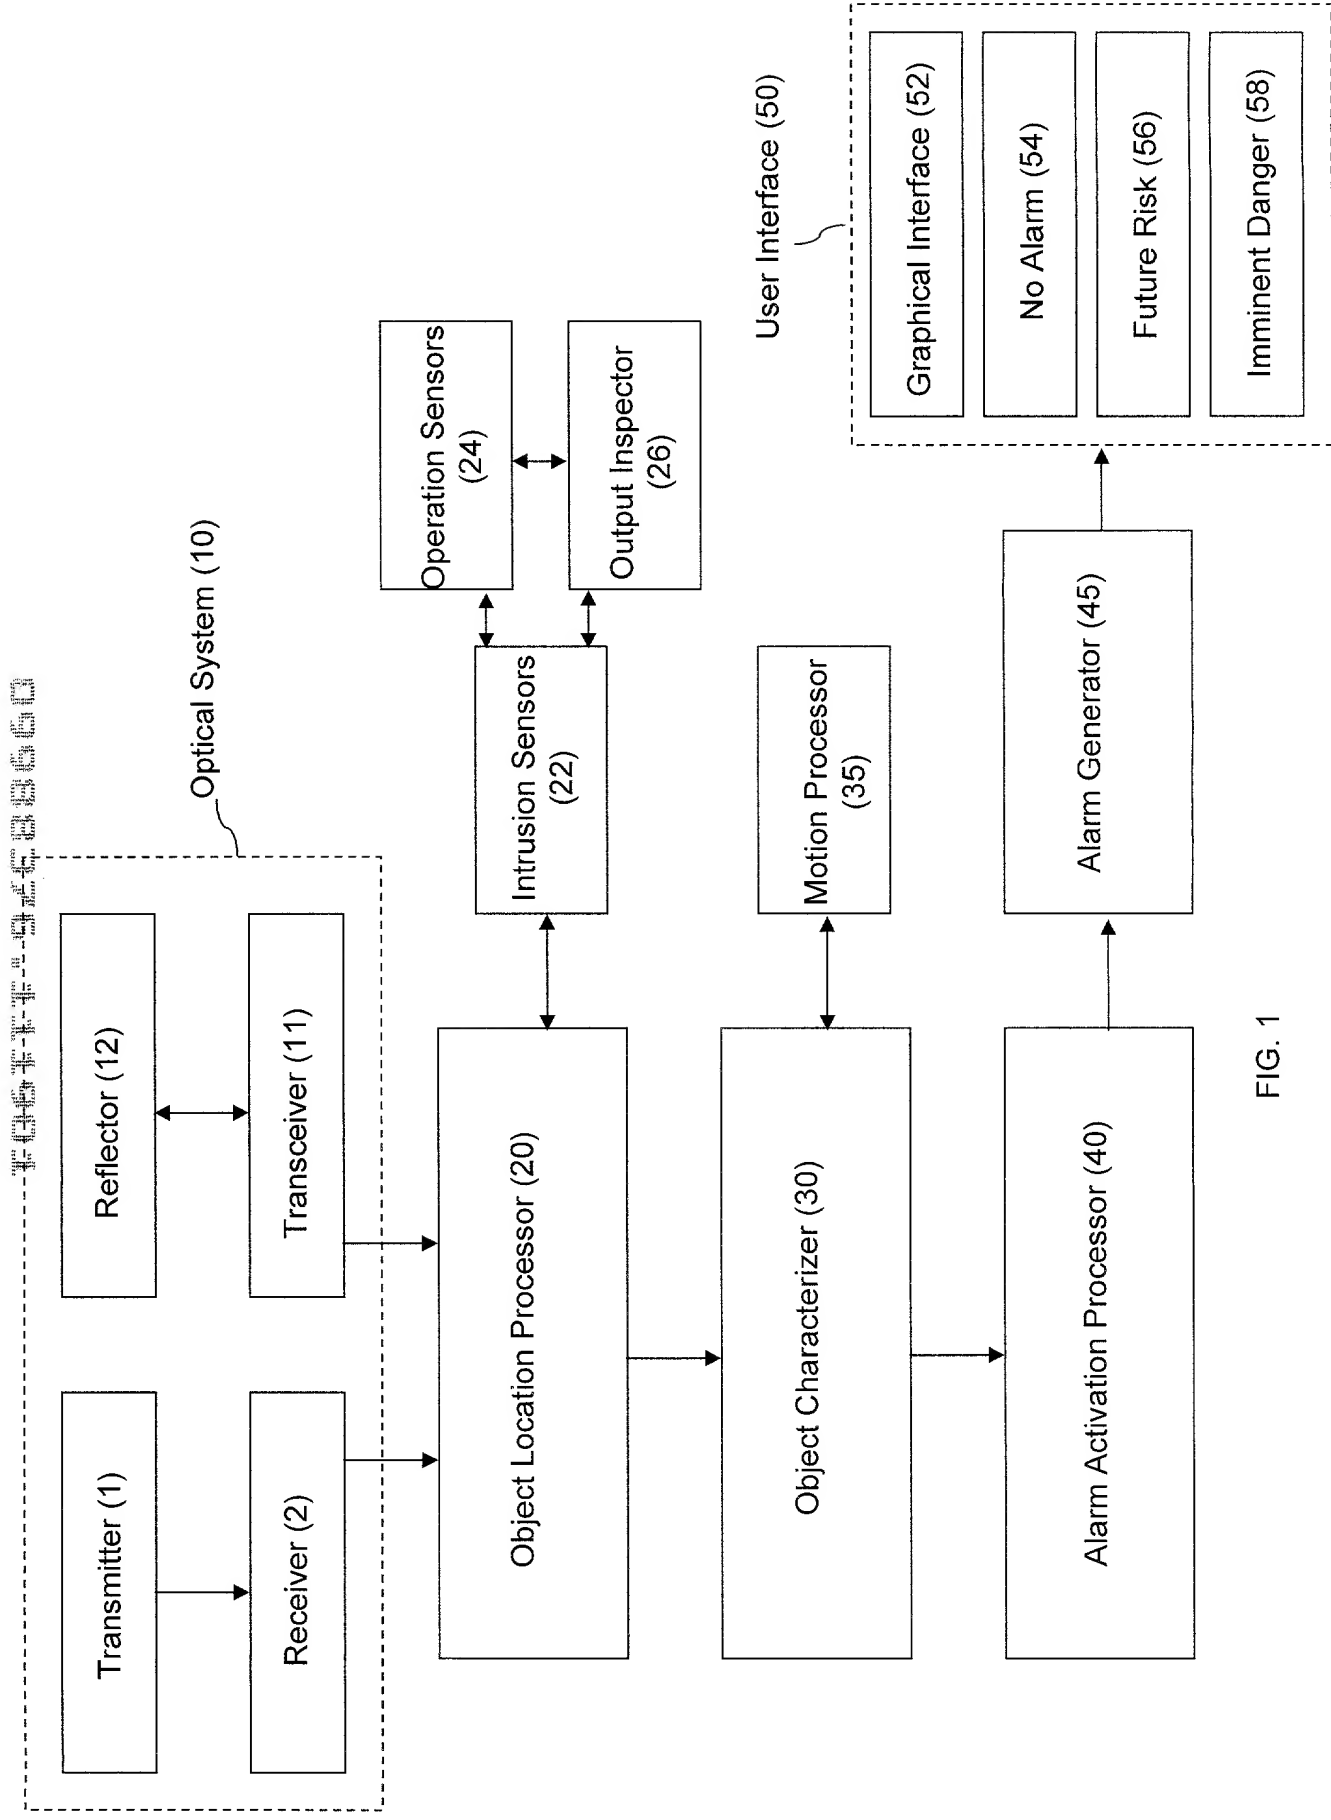 Optical System (10)
Transmitter (1)
Reflector (12)
Receiver (2)
Transceiver (11)
Object Location Processor (20)
Intrusion Sensors
(22)
Operation Sensors
(24)
Output Inspector
(26)
Object Characterizer (30)
Motion Processor
(35)
Alarm Activation Processor (40)
Alarm Generator (45)
User Interface (50)
Graphical Interface (52)
No Alarm (54)
Future Risk (56)
Imminent Danger (58)
FIG. 1